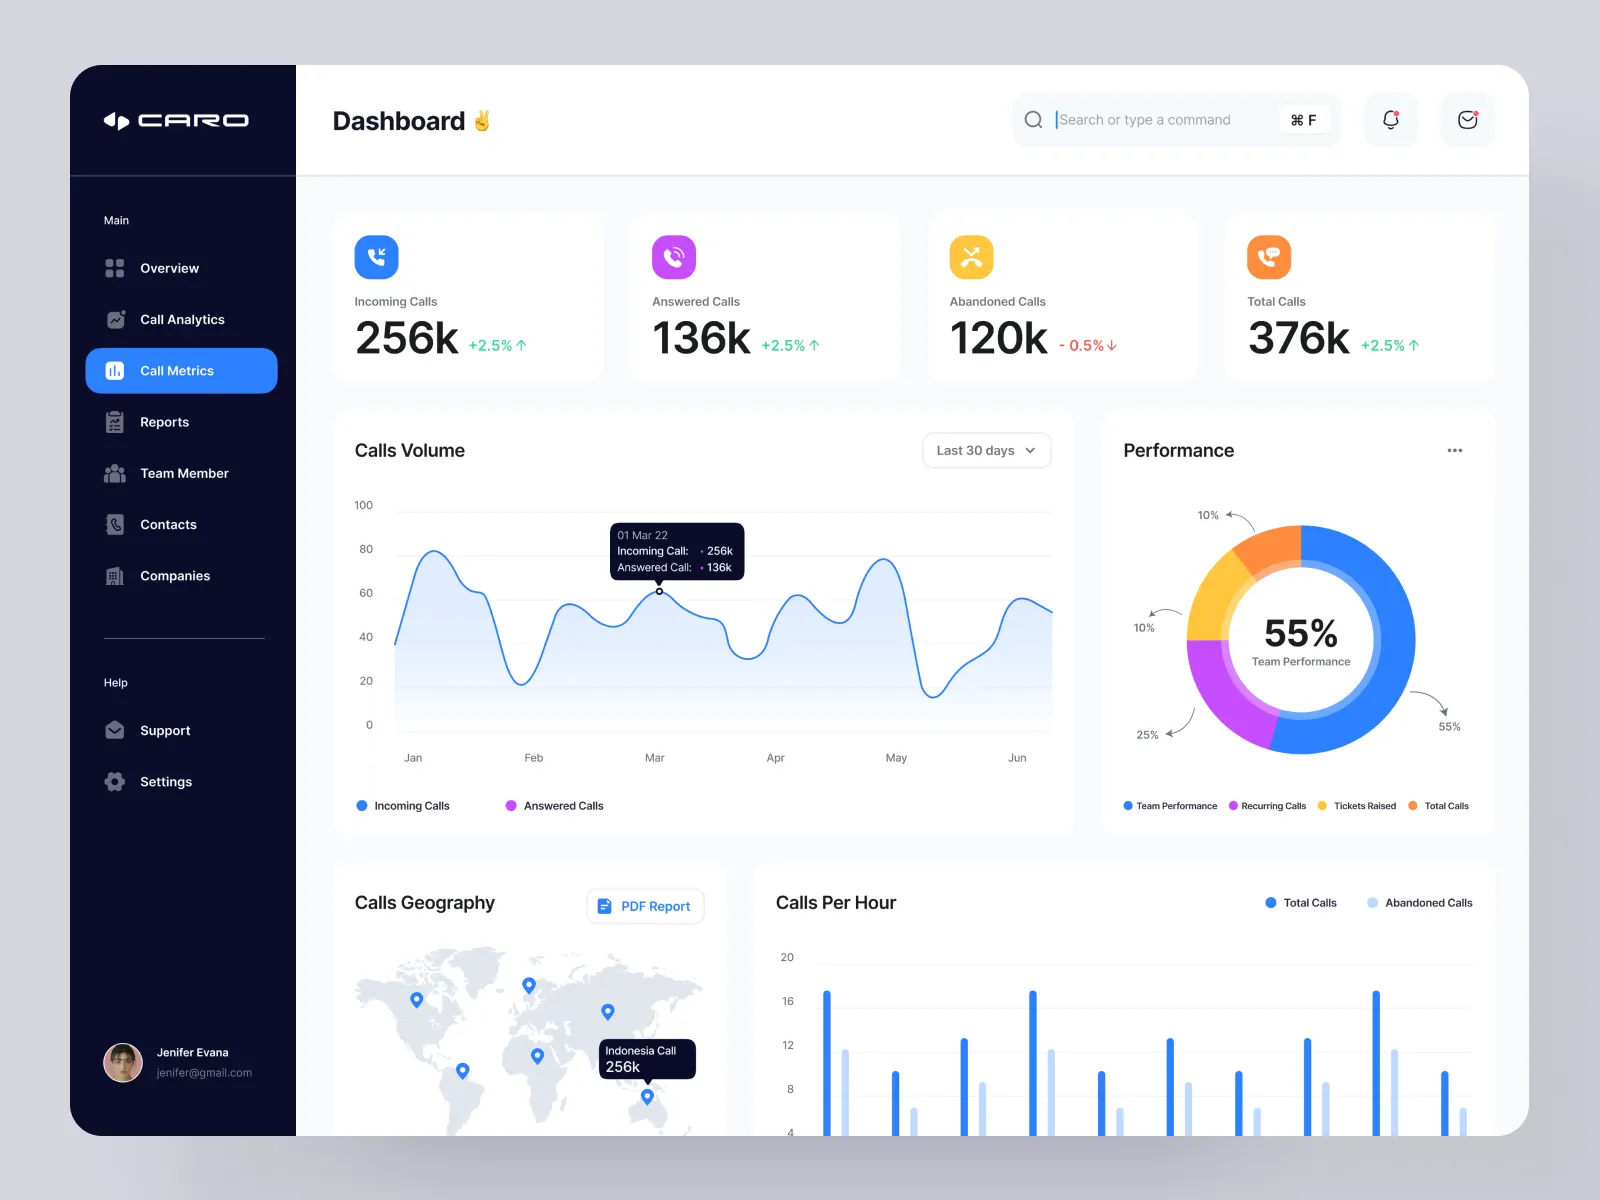 CARO
Main
Overview
Call Analytics
Call Metrics
Reports
Team Member
Contacts
Companies
Help
Support
Settings
Jenifer Evana
jenifer@gmail.com
Dashboard ✌️
Search or type a command
⌘ F
Incoming Calls
256k +2.5% ↑
Answered Calls
136k +2.5% ↑
Abandoned Calls
120k - 0.5% ↓
Total Calls
376k +2.5% ↑
Calls Volume
Last 30 days
100
80
60
40
20
0
01 Mar 22
Incoming Call: • 256k
Answered Call: • 136k
Jan Feb Mar Apr May Jun
Incoming Calls Answered Calls
Performance
•••
10%
10%
25%
55%
55%
Team Performance
Team Performance Recurring Calls Tickets Raised Total Calls
Calls Geography
PDF Report
Indonesia Call
256k
Calls Per Hour
Total Calls Abandoned Calls
20
16
12
8
4